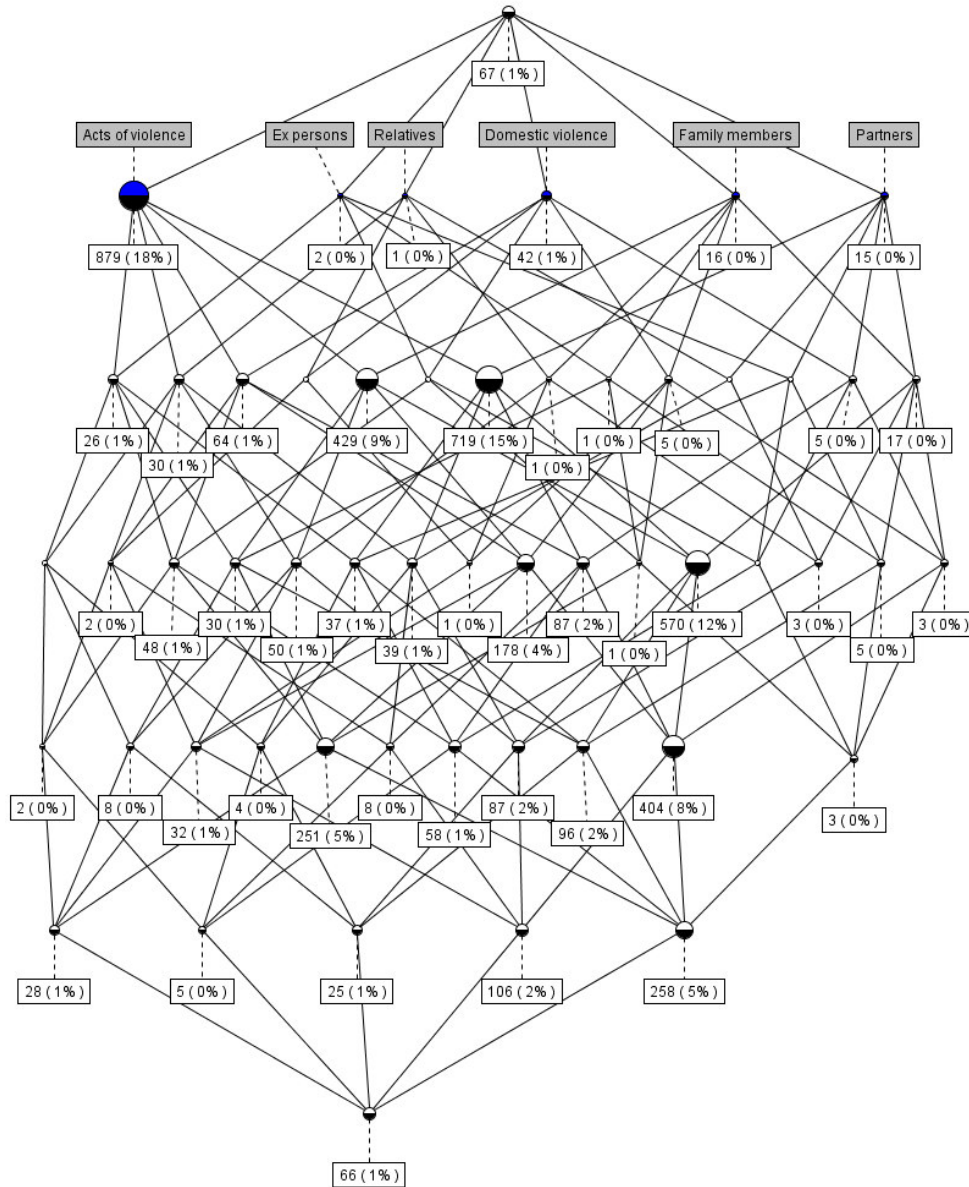 67 ( 1% )
Acts of violence
Ex persons
Relatives
Domestic violence
Family members
Partners
879 ( 18% )
2 ( 0% )
1 ( 0% )
42 ( 1% )
16 ( 0% )
15 ( 0% )
26 ( 1% )
30 ( 1% )
64 ( 1% )
429 ( 9% )
719 ( 15% )
1 ( 0% )
1 ( 0% )
5 ( 0% )
5 ( 0% )
17 ( 0% )
2 ( 0% )
48 ( 1% )
30 ( 1% )
50 ( 1% )
37 ( 1% )
39 ( 1% )
1 ( 0% )
178 ( 4% )
87 ( 2% )
1 ( 0% )
570 ( 12% )
3 ( 0% )
5 ( 0% )
3 ( 0% )
2 ( 0% )
8 ( 0% )
32 ( 1% )
4 ( 0% )
251 ( 5% )
8 ( 0% )
58 ( 1% )
87 ( 2% )
96 ( 2% )
404 ( 8% )
3 ( 0% )
28 ( 1% )
5 ( 0% )
25 ( 1% )
106 ( 2% )
258 ( 5% )
66 ( 1% )